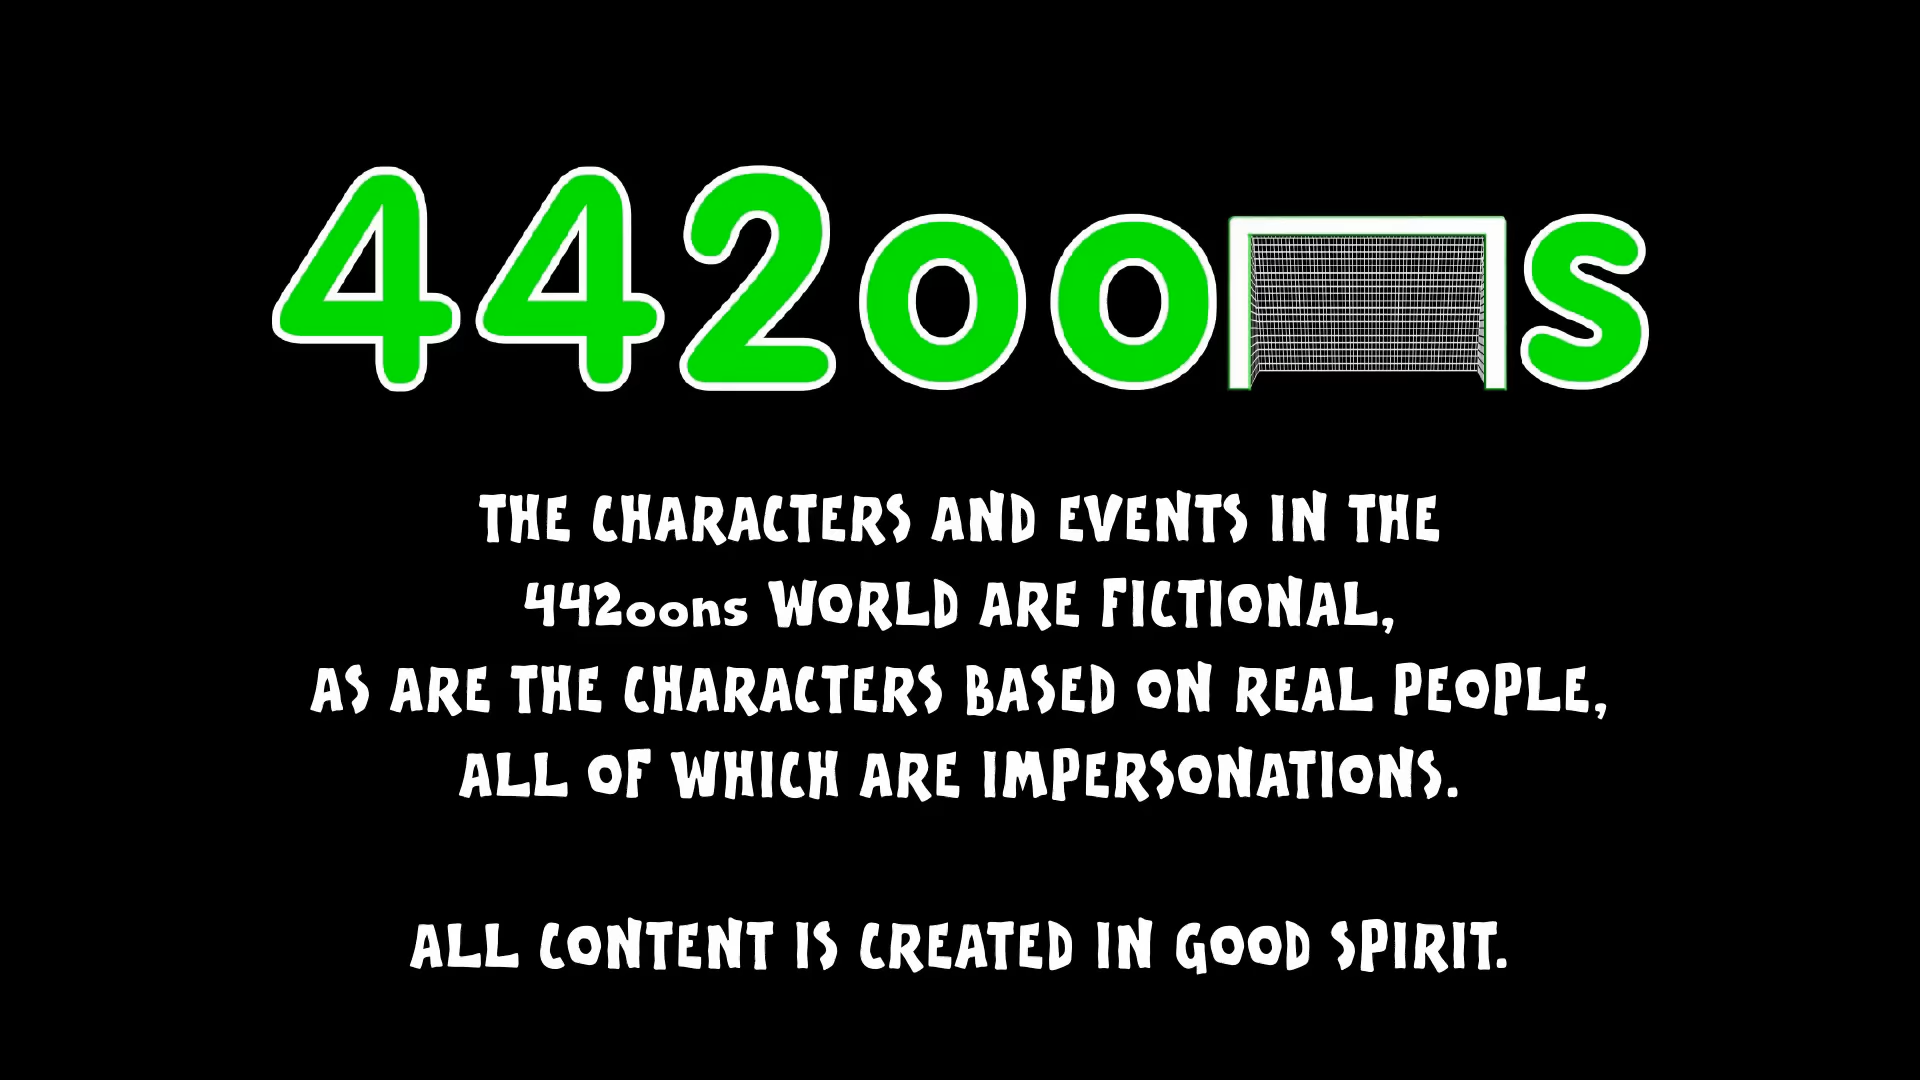 442oons
THE CHARACTERS AND EVENTS IN THE
442oons WORLD ARE FICTIONAL,
AS ARE THE CHARACTERS BASED ON REAL PEOPLE,
ALL OF WHICH ARE IMPERSONATIONS.
ALL CONTENT IS CREATED IN GOOD SPIRIT.